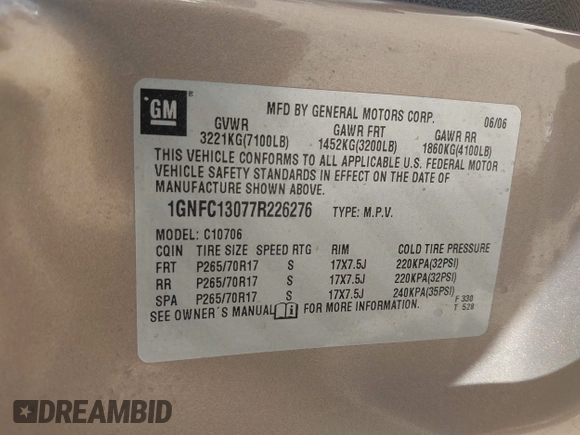 GM
MFD BY GENERAL MOTORS CORP. 06/06
GVWR GAWR FRT GAWR RR
3221KG(7100LB) 1452KG(3200LB) 1860KG(4100LB)
THIS VEHICLE CONFORMS TO ALL APPLICABLE U.S. FEDERAL MOTOR
VEHICLE SAFETY STANDARDS IN EFFECT ON THE DATE OF
MANUFACTURE SHOWN ABOVE.
1GNFC13077R226276 TYPE: M.P.V.
MODEL: C10706
CQIN TIRE SIZE SPEED RTG RIM COLD TIRE PRESSURE
FRT P265/70R17 S 17X7.5J 220KPA(32PSI)
RR P265/70R17 S 17X7.5J 220KPA(32PSI)
SPA P265/70R17 S 17X7.5J 240KPA(35PSI)
SEE OWNER´S MANUAL i FOR MORE INFORMATION.
F 330
T 528
DREAMBID